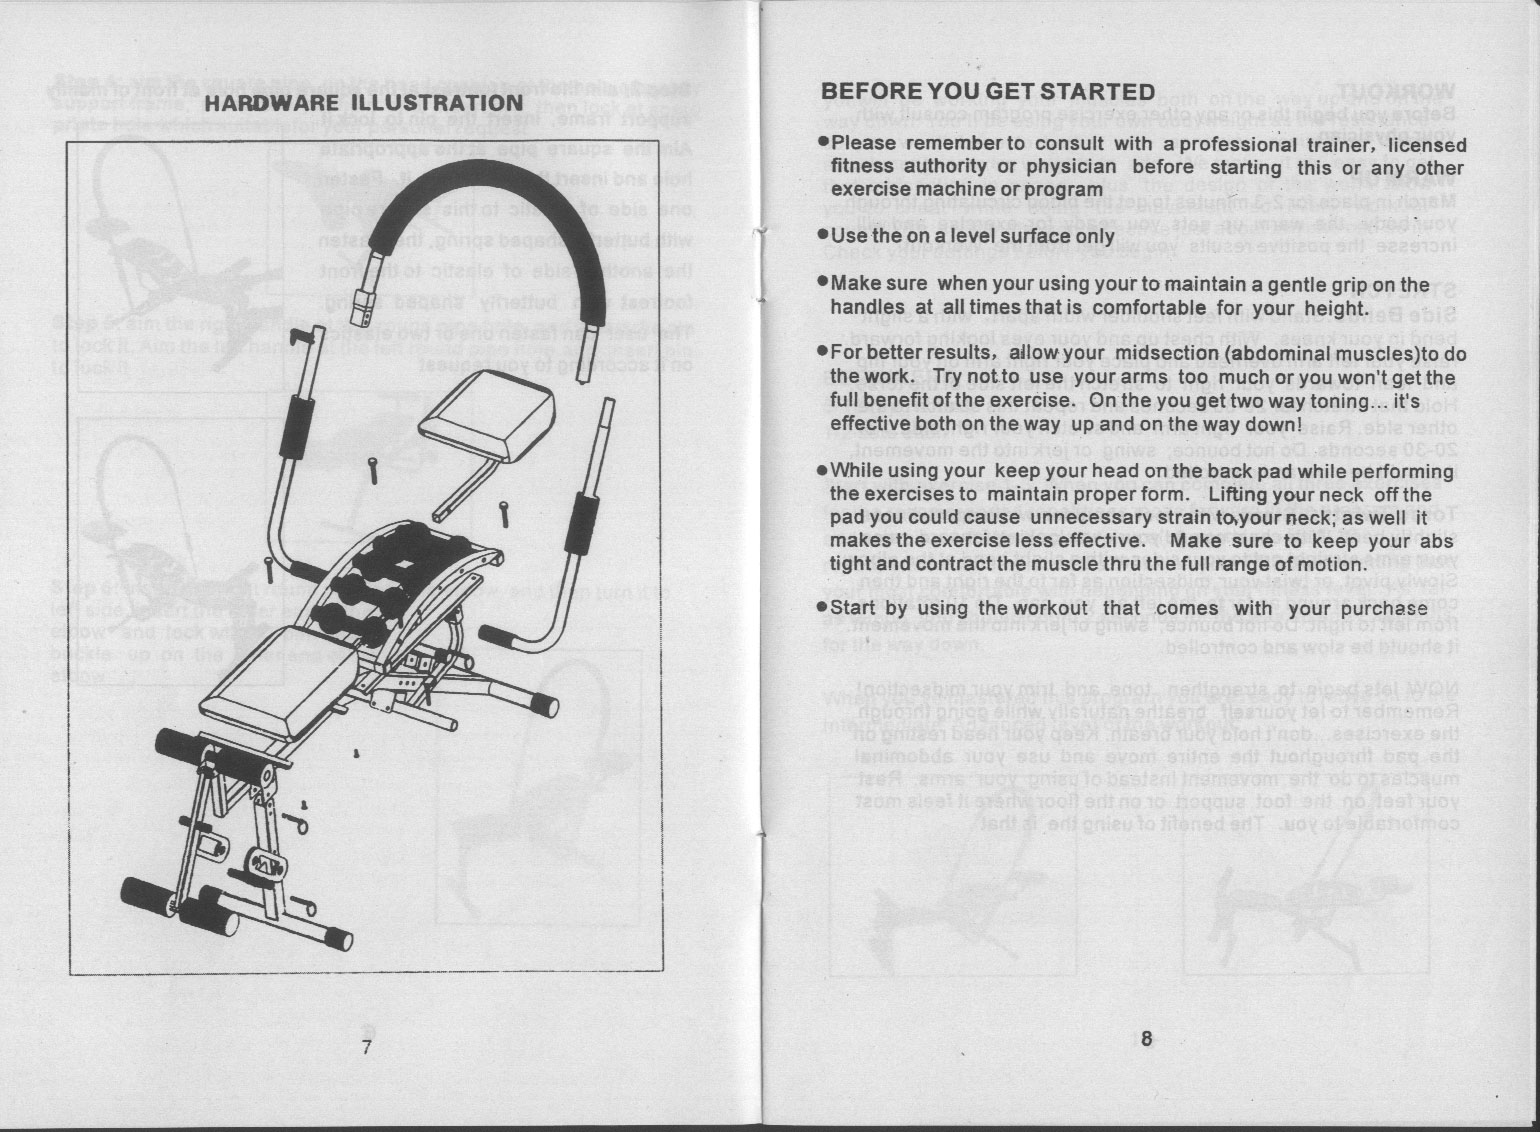 HARDWARE ILLUSTRATION
7
BEFORE YOU GET STARTED
●Please remember to consult with a professional trainer, licensed
fitness authority or physician before starting this or any other
exercise machine or program
●Use the on a level surface only
●Make sure when your using your to maintain a gentle grip on the
handles at all times that is comfortable for your height.
●For better results, allow your midsection (abdominal muscles)to do
the work. Try not to use your arms too much or you won't get the
full benefit of the exercise. On the you get two way toning... it's
effective both on the way up and on the way down!
●While using your keep your head on the back pad while performing
the exercises to maintain proper form. Lifting your neck off the
pad you could cause unnecessary strain to,your neck; as well it
makes the exercise less effective. Make sure to keep your abs
tight and contract the muscle thru the full range of motion.
●Start by using the workout that comes with your purchase
8